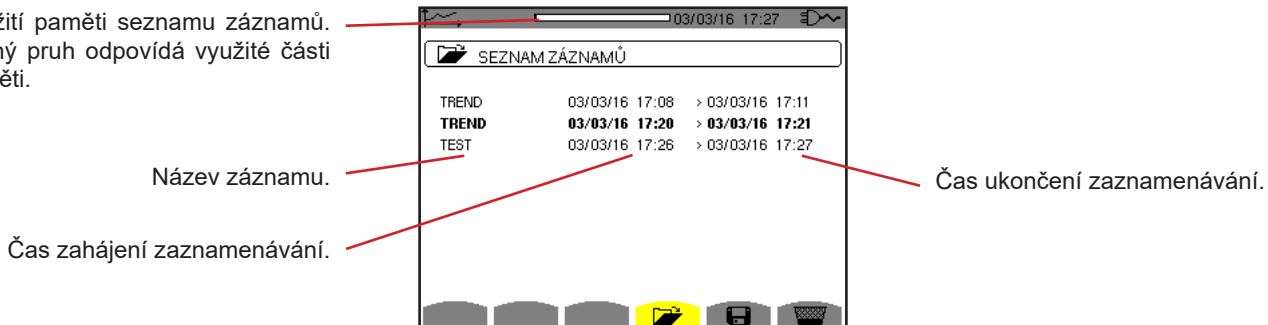 žití paměti seznamu záznamů.
ný pruh odpovídá využité části
ěti.
03/03/16 17:27
SEZNAM ZÁZNAMŮ
TREND 03/03/16 17:08 > 03/03/16 17:11
TREND 03/03/16 17:20 > 03/03/16 17:21
TEST 03/03/16 17:26 > 03/03/16 17:27
Název záznamu.
Čas ukončení zaznamenávání.
Čas zahájení zaznamenávání.